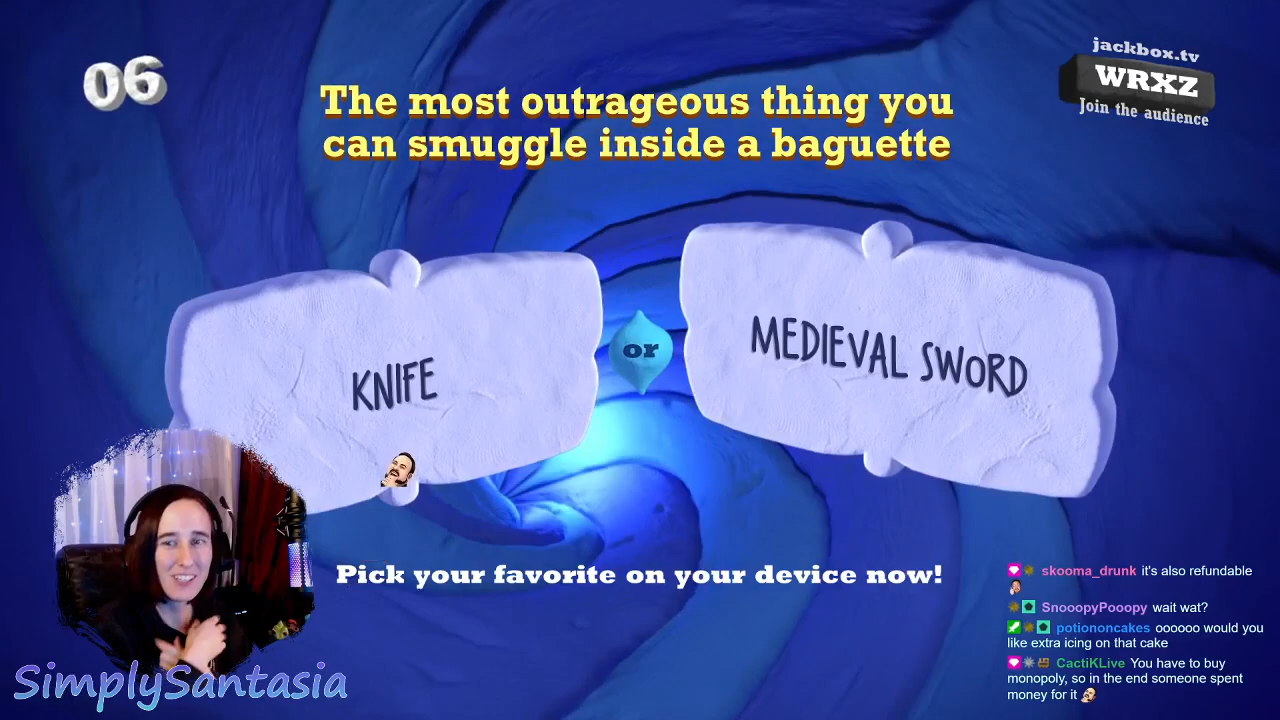 06
The most outrageous thing you
can smuggle inside a baguette
jackbox.tv
WRXZ
Join the audience
KNIFE
or
MEDIEVAL SWORD
Pick your favorite on your device now!
SimplySantasia
skooma_drunk it's also refundable
SnooopyPooopy wait wat?
potiononcakes oooooo would you
like extra icing on that cake
CactiKLive You have to buy
monopoly, so in the end someone spent
money for it